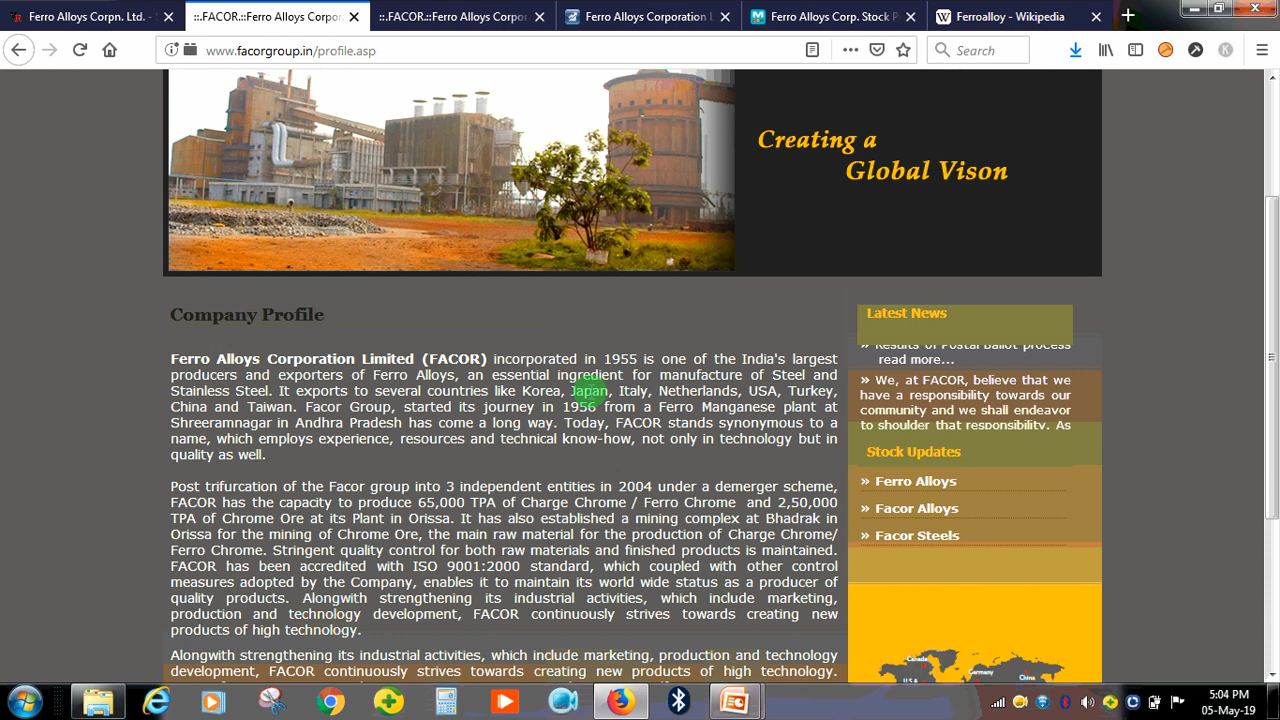 Ferro Alloys Corpn. Ltd. -
::.FACOR.::Ferro Alloys Corpor
::.FACOR.::Ferro Alloys Corpo
Ferro Alloys Corporation L
Ferro Alloys Corp. Stock P
Ferroalloy - Wikipedia
www.facorgroup.in/profile.asp
Search
Creating a
Global Vison
Company Profile
Ferro Alloys Corporation Limited (FACOR) incorporated in 1955 is one of the India's largest
producers and exporters of Ferro Alloys, an essential ingredient for manufacture of Steel and
Stainless Steel. It exports to several countries like Korea, Japan, Italy, Netherlands, USA, Turkey,
China and Taiwan. Facor Group, started its journey in 1956 from a Ferro Manganese plant at
Shreeramnagar in Andhra Pradesh has come a long way. Today, FACOR stands synonymous to a
name, which employs experience, resources and technical know-how, not only in technology but in
quality as well.
Post trifurcation of the Facor group into 3 independent entities in 2004 under a demerger scheme,
FACOR has the capacity to produce 65,000 TPA of Charge Chrome / Ferro Chrome and 2,50,000
TPA of Chrome Ore at its Plant in Orissa. It has also established a mining complex at Bhadrak in
Orissa for the mining of Chrome Ore, the main raw material for the production of Charge Chrome/
Ferro Chrome. Stringent quality control for both raw materials and finished products is maintained.
FACOR has been accredited with ISO 9001:2000 standard, which coupled with other control
measures adopted by the Company, enables it to maintain its world wide status as a producer of
quality products. Alongwith strengthening its industrial activities, which include marketing,
production and technology development, FACOR continuously strives towards creating new
products of high technology.
Alongwith strengthening its industrial activities, which include marketing, production and technology
development, FACOR continuously strives towards creating new products of high technology.
Latest News
» Results of Postal Ballot process
read more...
» We, at FACOR, believe that we
have a responsibility towards our
community and we shall endeavor
to shoulder that responsibility. As
Stock Updates
» Ferro Alloys
» Facor Alloys
» Facor Steels
Canada
U.S.A
Germany
China
5:04 PM
05-May-19